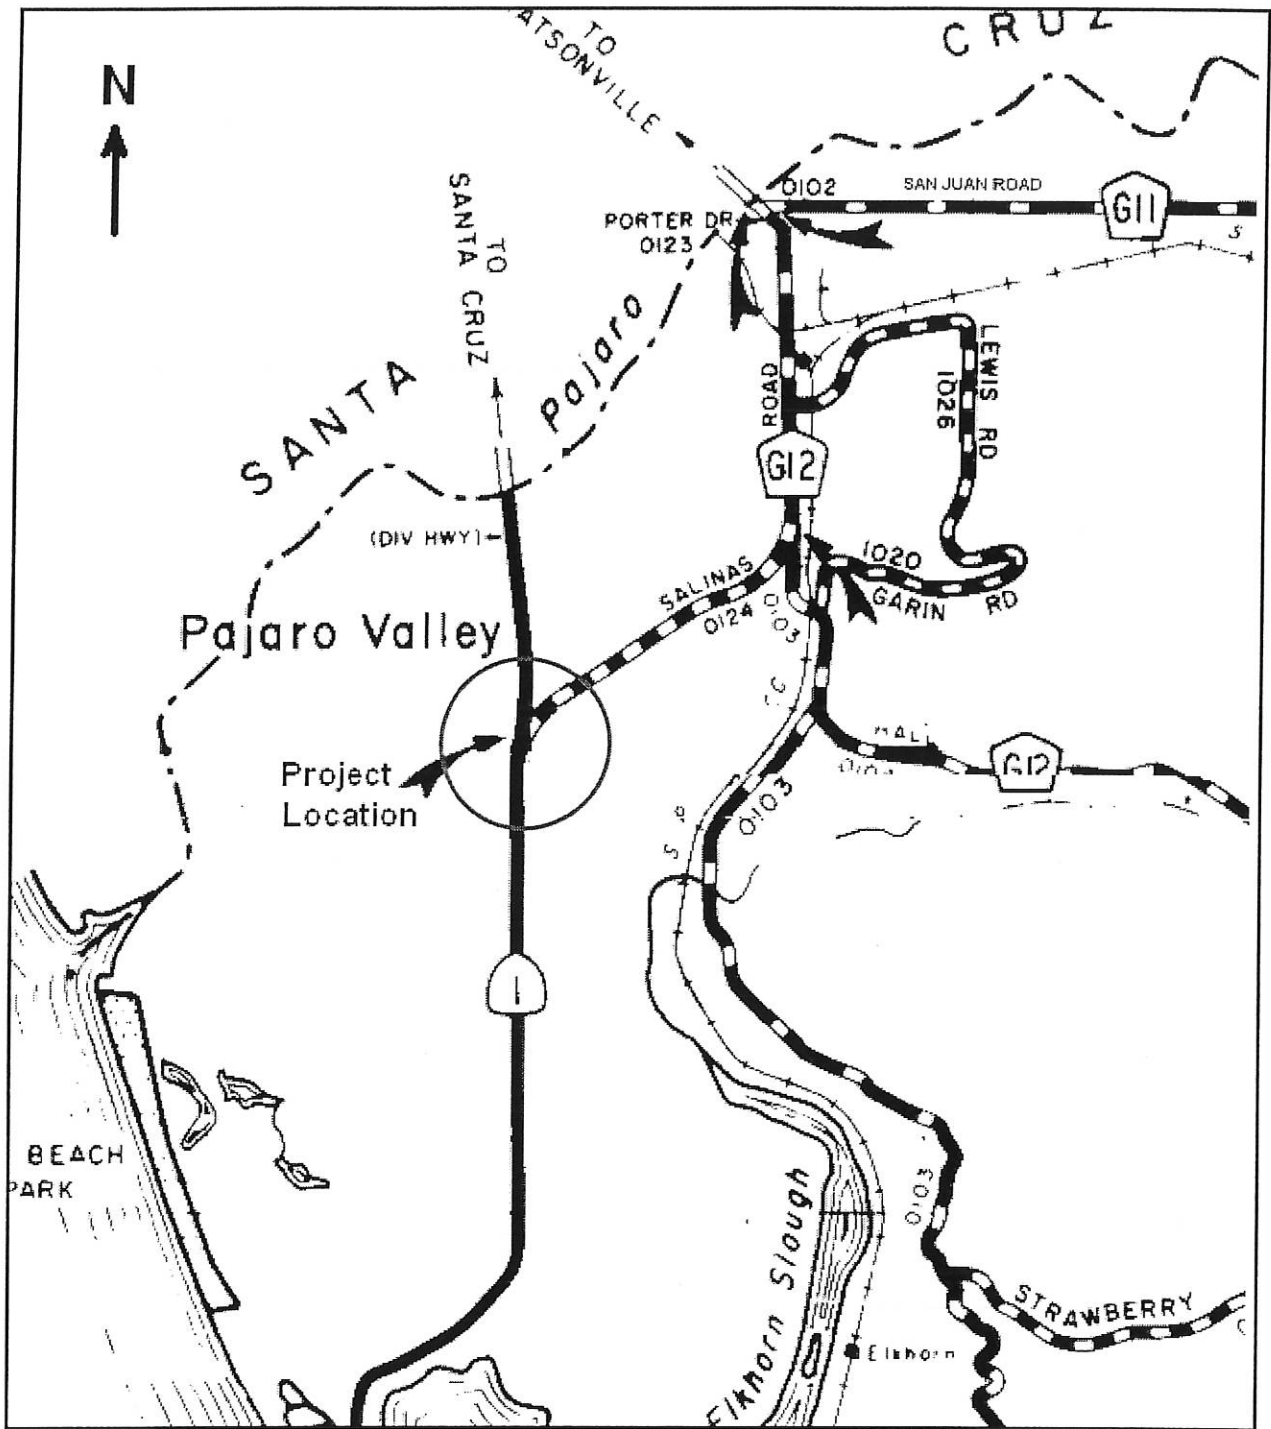 TO
ATSONVILLE
CRUZ
N
TO
SANTA CRUZ
0102
SAN JUAN ROAD
G11
PORTER DR
0123
S
SANTA
Pajaro
ROAD
LEWIS RD
1026
G12
(DIV HWY)
SALINAS
0124
0103
1020
GARIN RD
Pajaro Valley
Project
Location
HALL
G12
0103
S P
1
BEACH
PARK
0103
Elkhorn Slough
STRAWBERRY
Elkhorn